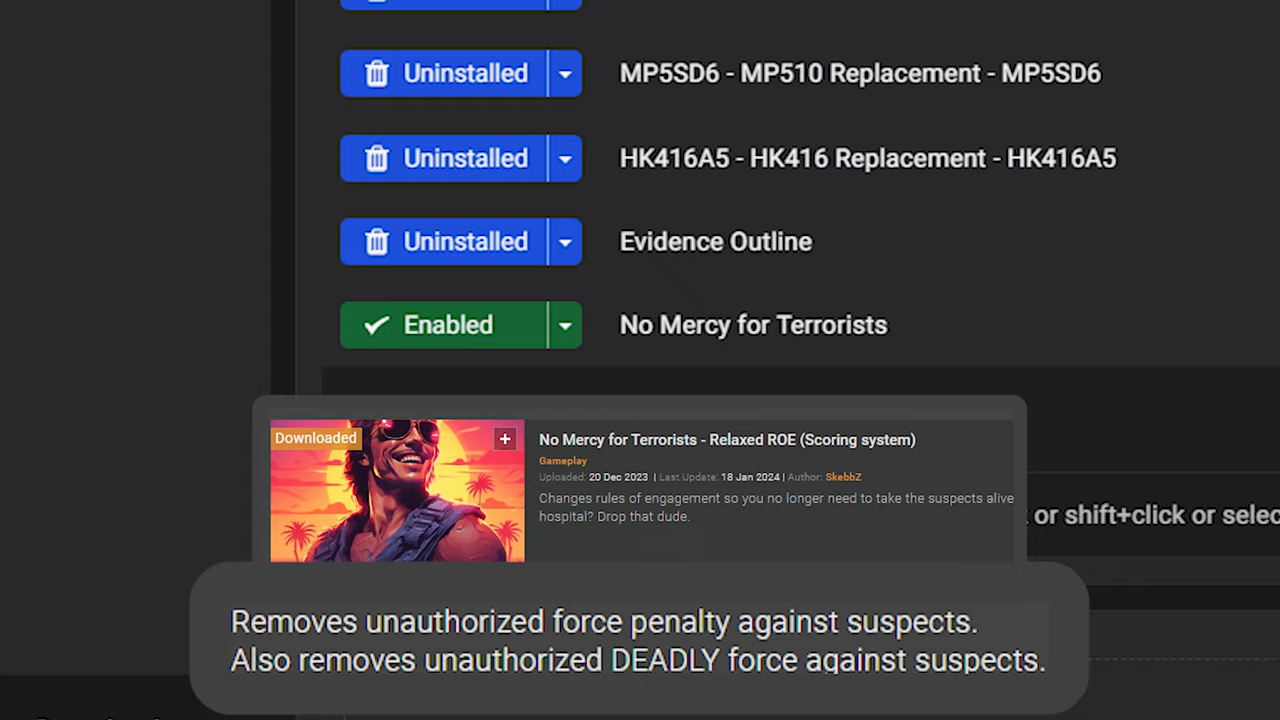 Uninstalled MP5SD6 - MP510 Replacement - MP5SD6
Uninstalled HK416A5 - HK416 Replacement - HK416A5
Uninstalled Evidence Outline
Enabled No Mercy for Terrorists
Downloaded
No Mercy for Terrorists - Relaxed ROE (Scoring system)
Gameplay
Uploaded: 20 Dec 2023 | Last Update: 18 Jan 2024 | Author: SkebbZ
Changes rules of engagement so you no longer need to take the suspects alive
hospital? Drop that dude.
or shift+click or selec
Removes unauthorized force penalty against suspects.
Also removes unauthorized DEADLY force against suspects.